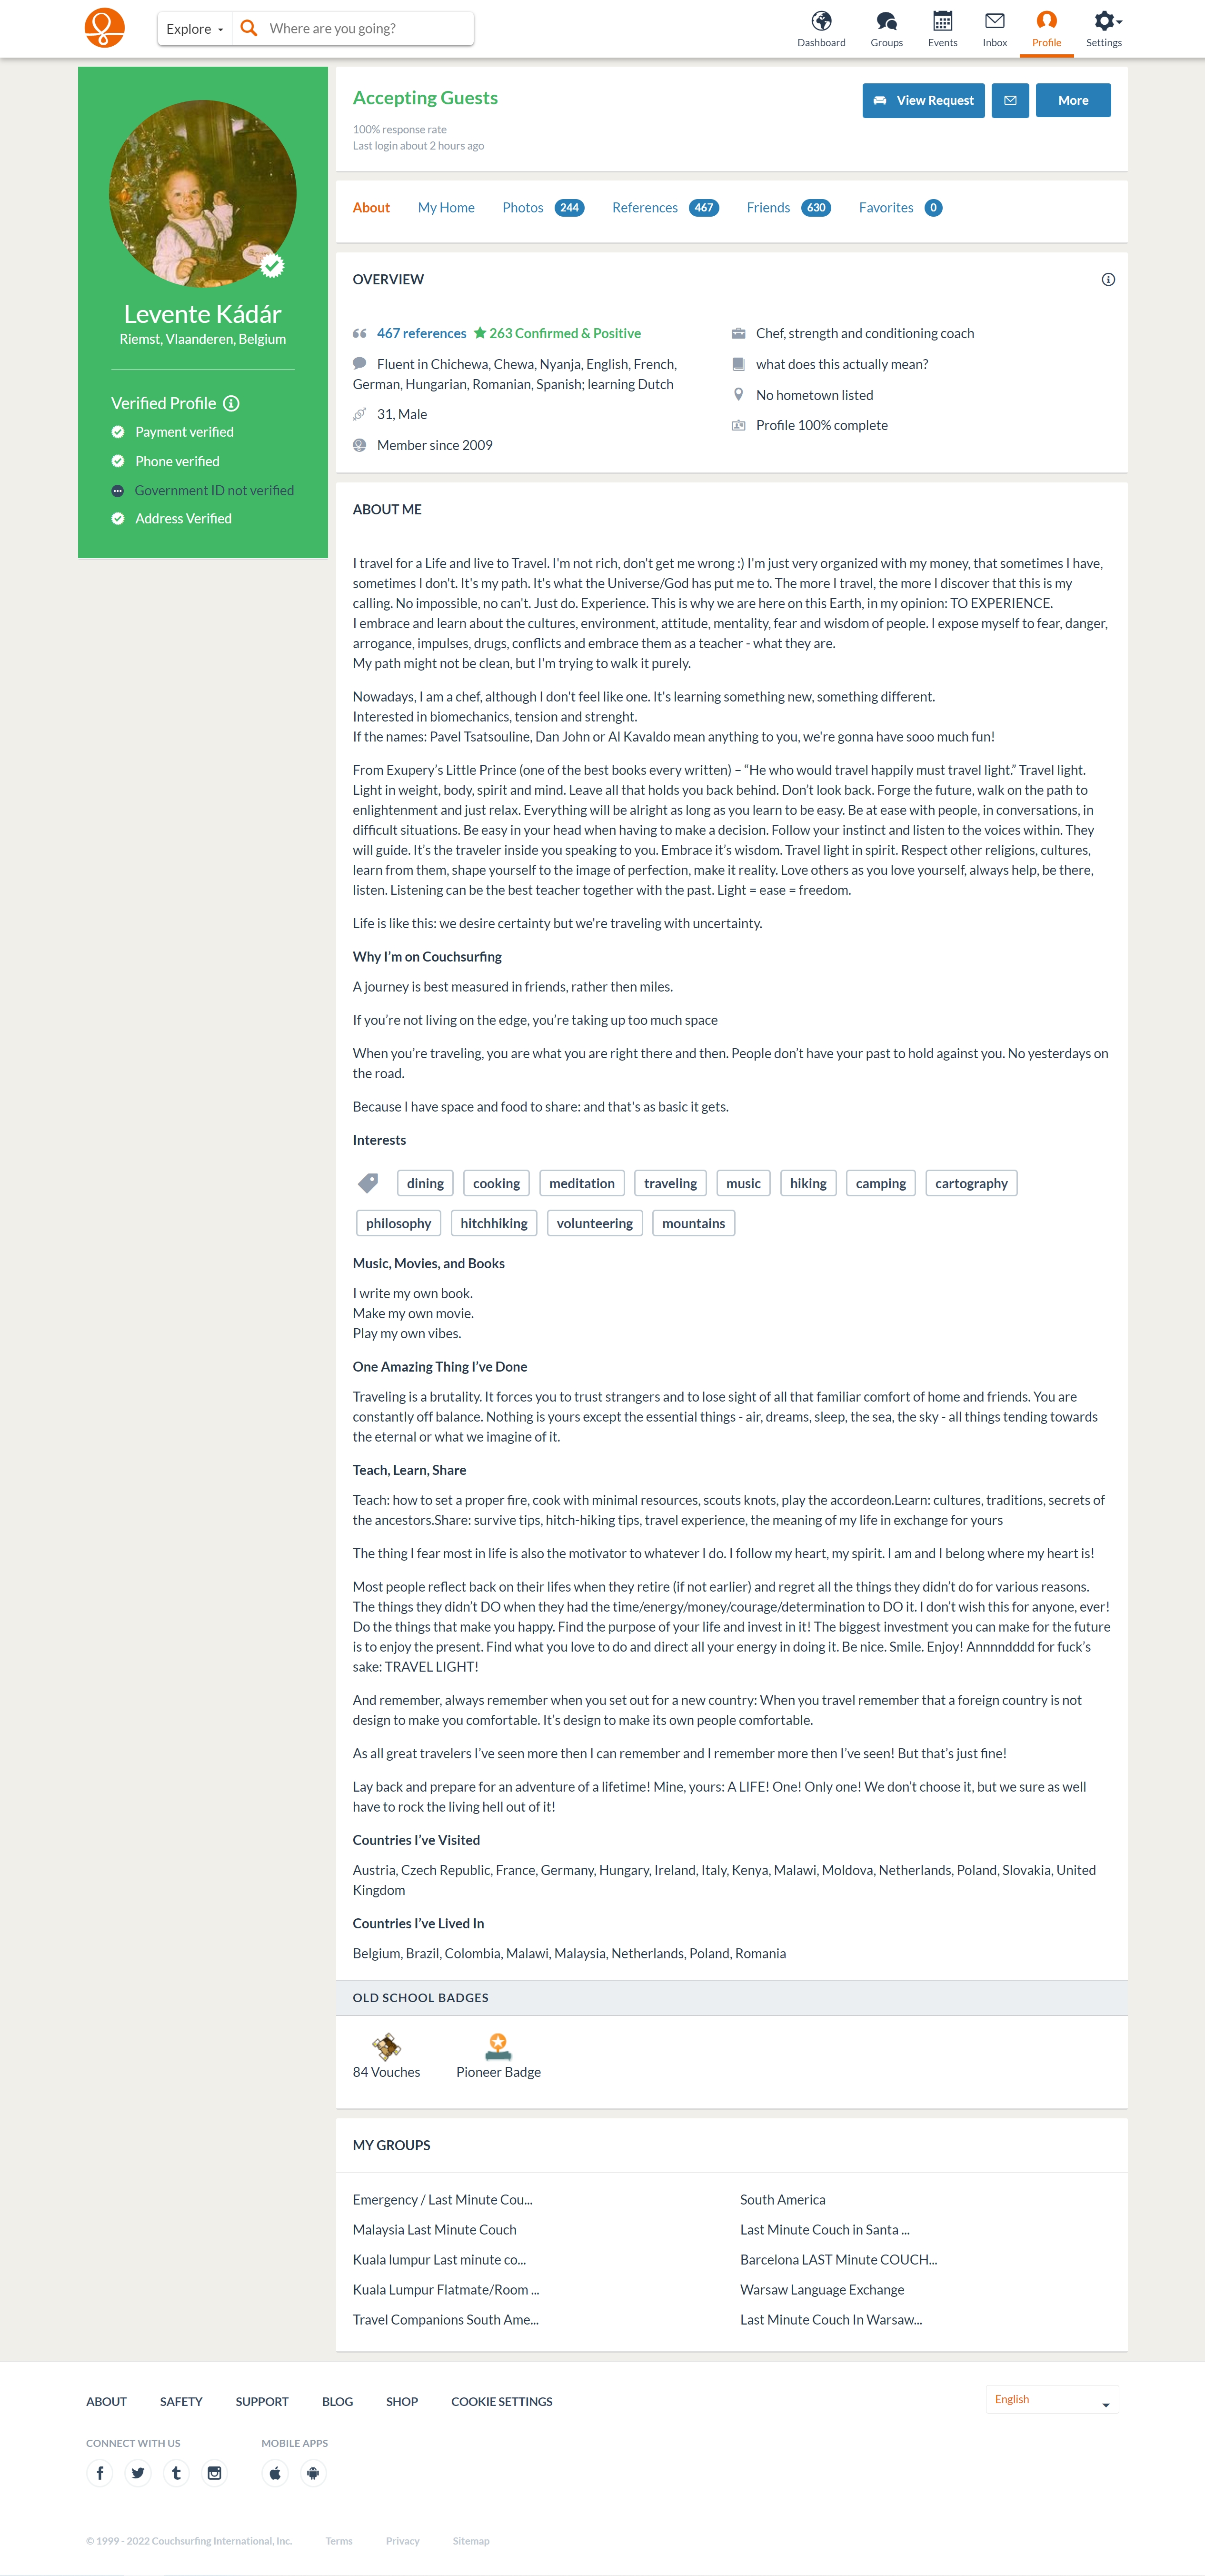 Explore
Where are you going?
Dashboard
Groups
Events
Inbox
Profile
Settings
Levente Kádár
Riemst, Vlaanderen, Belgium
Verified Profile
Payment verified
Phone verified
Government ID not verified
Address Verified
Accepting Guests
100% response rate
Last login about 2 hours ago
View Request
More
About
My Home
Photos 244
References 467
Friends 630
Favorites 0
OVERVIEW
467 references 263 Confirmed & Positive
Fluent in Chichewa, Chewa, Nyanja, English, French,
German, Hungarian, Romanian, Spanish; learning Dutch
31, Male
Member since 2009
Chef, strength and conditioning coach
what does this actually mean?
No hometown listed
Profile 100% complete
ABOUT ME
I travel for a Life and live to Travel. I'm not rich, don't get me wrong :) I'm just very organized with my money, that sometimes I have,
sometimes I don't. It's my path. It's what the Universe/God has put me to. The more I travel, the more I discover that this is my
calling. No impossible, no can't. Just do. Experience. This is why we are here on this Earth, in my opinion: TO EXPERIENCE.
I embrace and learn about the cultures, environment, attitude, mentality, fear and wisdom of people. I expose myself to fear, danger,
arrogance, impulses, drugs, conflicts and embrace them as a teacher - what they are.
My path might not be clean, but I'm trying to walk it purely.
Nowadays, I am a chef, although I don't feel like one. It's learning something new, something different.
Interested in biomechanics, tension and strenght.
If the names: Pavel Tsatsouline, Dan John or Al Kavaldo mean anything to you, we're gonna have sooo much fun!
From Exupery’s Little Prince (one of the best books every written) – “He who would travel happily must travel light.” Travel light.
Light in weight, body, spirit and mind. Leave all that holds you back behind. Don’t look back. Forge the future, walk on the path to
enlightenment and just relax. Everything will be alright as long as you learn to be easy. Be at ease with people, in conversations, in
difficult situations. Be easy in your head when having to make a decision. Follow your instinct and listen to the voices within. They
will guide. It’s the traveler inside you speaking to you. Embrace it’s wisdom. Travel light in spirit. Respect other religions, cultures,
learn from them, shape yourself to the image of perfection, make it reality. Love others as you love yourself, always help, be there,
listen. Listening can be the best teacher together with the past. Light = ease = freedom.
Life is like this: we desire certainty but we're traveling with uncertainty.
Why I’m on Couchsurfing
A journey is best measured in friends, rather then miles.
If you’re not living on the edge, you’re taking up too much space
When you’re traveling, you are what you are right there and then. People don’t have your past to hold against you. No yesterdays on
the road.
Because I have space and food to share: and that's as basic it gets.
Interests
dining cooking meditation traveling music hiking camping cartography
philosophy hitchhiking volunteering mountains
Music, Movies, and Books
I write my own book.
Make my own movie.
Play my own vibes.
One Amazing Thing I’ve Done
Traveling is a brutality. It forces you to trust strangers and to lose sight of all that familiar comfort of home and friends. You are
constantly off balance. Nothing is yours except the essential things - air, dreams, sleep, the sea, the sky - all things tending towards
the eternal or what we imagine of it.
Teach, Learn, Share
Teach: how to set a proper fire, cook with minimal resources, scouts knots, play the accordeon.Learn: cultures, traditions, secrets of
the ancestors.Share: survive tips, hitch-hiking tips, travel experience, the meaning of my life in exchange for yours
The thing I fear most in life is also the motivator to whatever I do. I follow my heart, my spirit. I am and I belong where my heart is!
Most people reflect back on their lifes when they retire (if not earlier) and regret all the things they didn’t do for various reasons.
The things they didn’t DO when they had the time/energy/money/courage/determination to DO it. I don’t wish this for anyone, ever!
Do the things that make you happy. Find the purpose of your life and invest in it! The biggest investment you can make for the future
is to enjoy the present. Find what you love to do and direct all your energy in doing it. Be nice. Smile. Enjoy! Annnndddd for fuck’s
sake: TRAVEL LIGHT!
And remember, always remember when you set out for a new country: When you travel remember that a foreign country is not
design to make you comfortable. It’s design to make its own people comfortable.
As all great travelers I’ve seen more then I can remember and I remember more then I’ve seen! But that’s just fine!
Lay back and prepare for an adventure of a lifetime! Mine, yours: A LIFE! One! Only one! We don’t choose it, but we sure as well
have to rock the living hell out of it!
Countries I’ve Visited
Austria, Czech Republic, France, Germany, Hungary, Ireland, Italy, Kenya, Malawi, Moldova, Netherlands, Poland, Slovakia, United
Kingdom
Countries I’ve Lived In
Belgium, Brazil, Colombia, Malawi, Malaysia, Netherlands, Poland, Romania
OLD SCHOOL BADGES
84 Vouches
Pioneer Badge
MY GROUPS
Emergency / Last Minute Cou...
Malaysia Last Minute Couch
Kuala lumpur Last minute co...
Kuala Lumpur Flatmate/Room ...
Travel Companions South Ame...
South America
Last Minute Couch in Santa ...
Barcelona LAST Minute COUCH...
Warsaw Language Exchange
Last Minute Couch In Warsaw...
ABOUT SAFETY SUPPORT BLOG SHOP COOKIE SETTINGS
English
CONNECT WITH US
MOBILE APPS
© 1999 - 2022 Couchsurfing International, Inc. Terms Privacy Sitemap